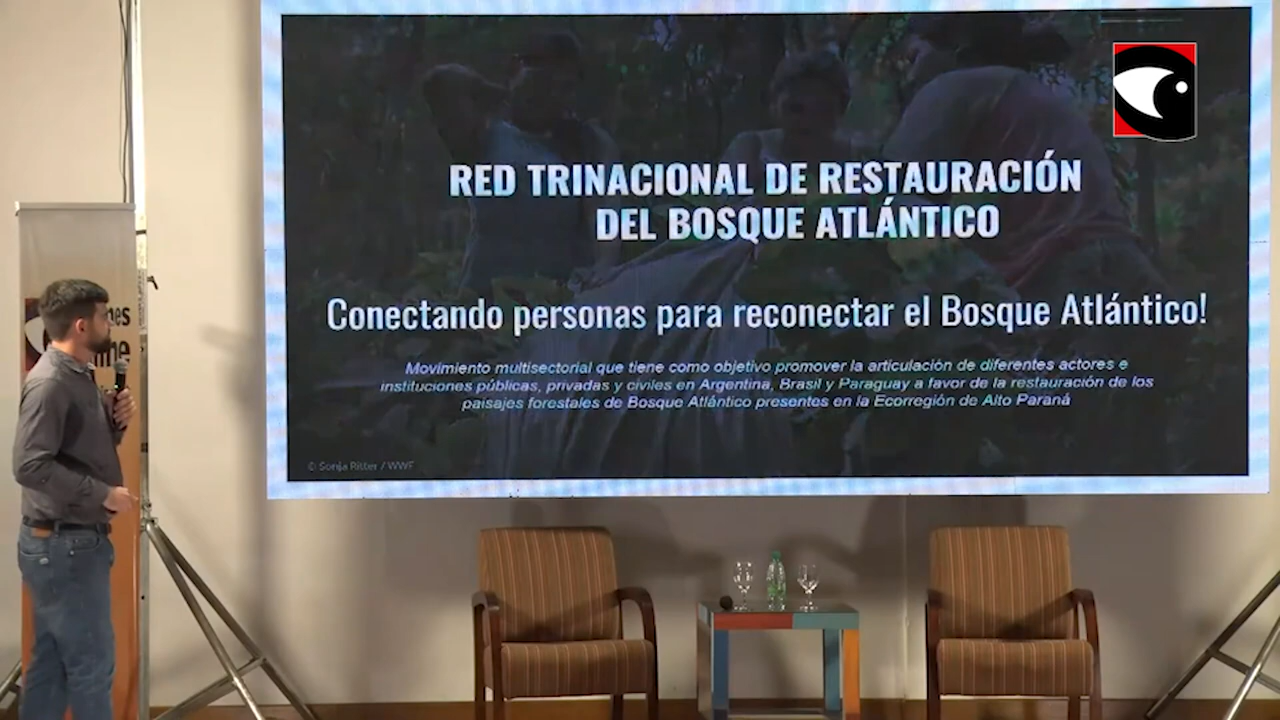 RED TRINACIONAL DE RESTAURACIÓN
DEL BOSQUE ATLÁNTICO
Conectando personas para reconectar el Bosque Atlántico!
Movimiento multisectorial que tiene como objetivo promover la articulación de diferentes actores e
instituciones públicas, privadas y civiles en Argentina, Brasil y Paraguay a favor de la restauración de los
paisajes forestales de Bosque Atlántico presentes en la Ecorregión de Alto Paraná
© Sonja Ritter / WWF